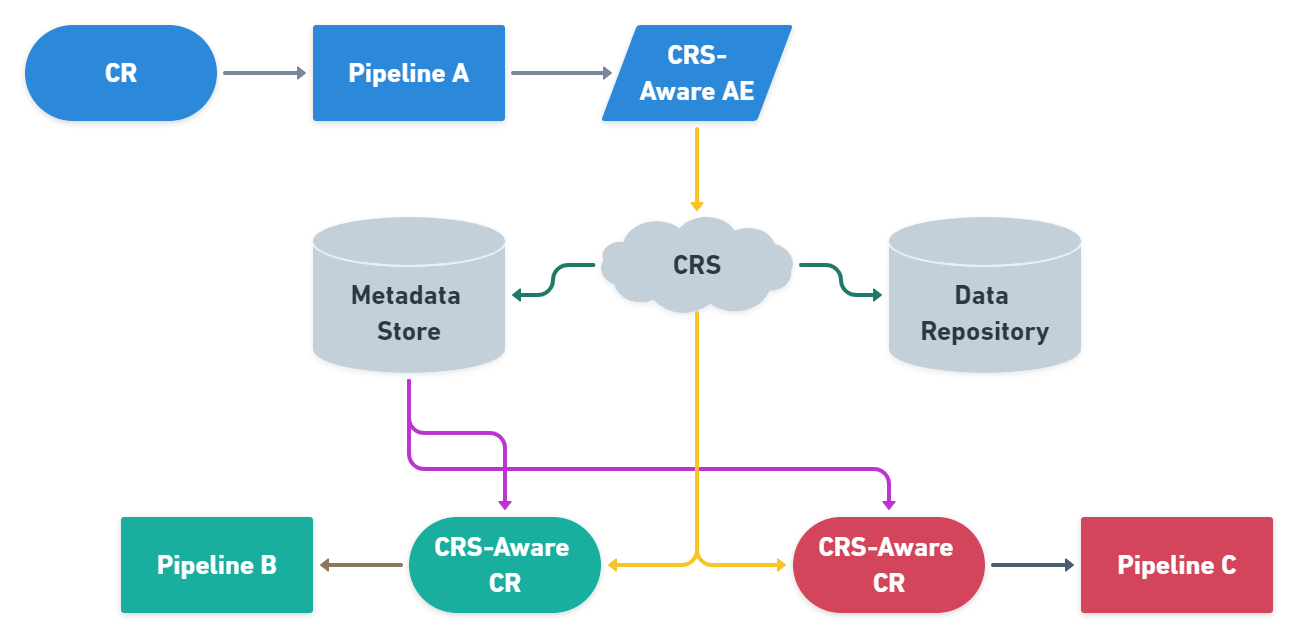 CR
Pipeline A
CRS-
Aware AE
CRS
Metadata
Store
Data
Repository
Pipeline B
CRS-Aware
CR
CRS-Aware
CR
Pipeline C